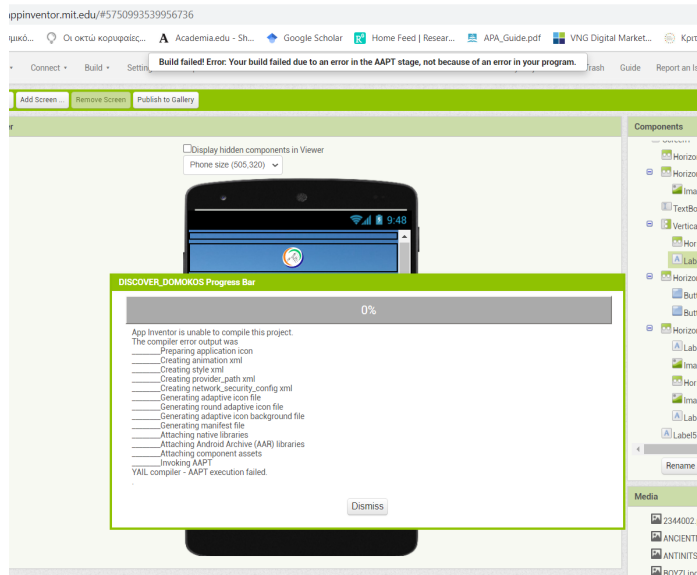 appinventor.mit.edu/#5750993539956736
Οι οκτώ κορυφαίες...
Academia.edu - Sh...
Google Scholar
Home Feed | Resear...
APA_Guide.pdf
VNG Digital Market...
Connect
Build
Build failed! Error: Your build failed due to an error in the AAPT stage, not because of an error in your program.
Guide
Add Screen ...
Remove Screen
Publish to Gallery
Components
Display hidden components in Viewer
Phone size (505,320)
9:48
DISCOVER_DOMOKOS Progress Bar
0%
App Inventor is unable to compile this project.
The compiler error output was
________Preparing application icon
________Creating animation xml
________Creating style xml
________Creating provider_path xml
________Creating network_security_config xml
________Generating adaptive icon file
________Generating round adaptive icon file
________Generating adaptive icon background file
________Generating manifest file
________Attaching native libraries
________Attaching Android Archive (AAR) libraries
________Attaching component assets
________Invoking AAPT
YAIL compiler - AAPT execution failed.
.
Dismiss
Label5
Rename
Media
2344002.